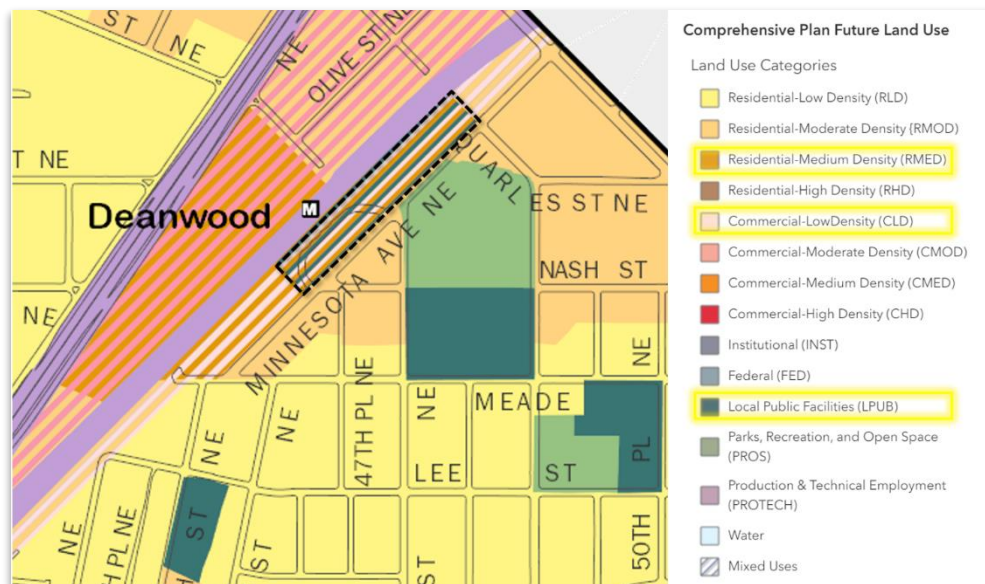 ST
NE
NE
OLIVE ST NE
T NE
Deanwood
M
QUARLES ST NE
MINNESOTA AVE NE
NASH ST
NE
NE
MEADE
47TH PL NE
NE
NE
NE
LEE
ST
PL
NE
H PL NE
ST
ST
ST
50TH
H
Comprehensive Plan Future Land Use
Land Use Categories
Residential-Low Density (RLD)
Residential-Moderate Density (RMOD)
Residential-Medium Density (RMED)
Residential-High Density (RHD)
Commercial-LowDensity (CLD)
Commercial-Moderate Density (CMOD)
Commercial-Medium Density (CMED)
Commercial-High Density (CHD)
Institutional (INST)
Federal (FED)
Local Public Facilities (LPUB)
Parks, Recreation, and Open Space
(PROS)
Production & Technical Employment
(PROTECH)
Water
Mixed Uses